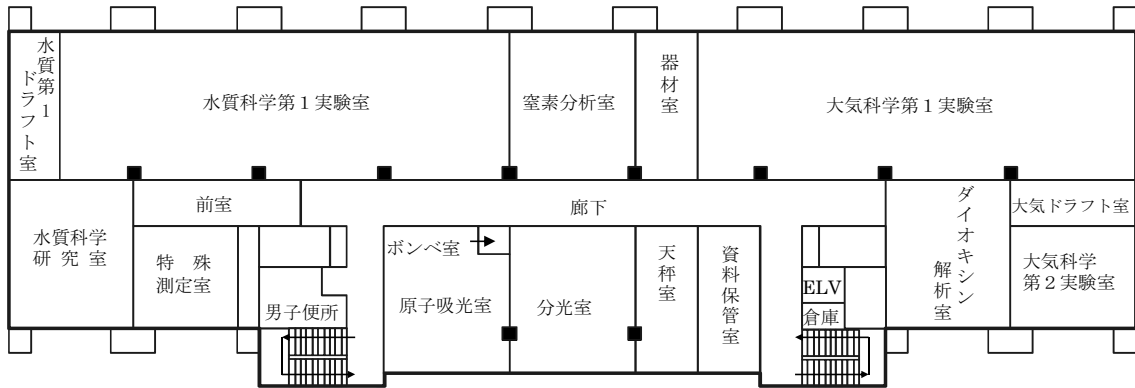 水質第１
ドラフト室
水質科学第１実験室
窒素分析室
器材室
大気科学第１実験室
水質科学
研究室
前室
廊下
ダイオキシン
解析室
大気ドラフト室
特殊
測定室
ボンベ室
男子便所
原子吸光室
分光室
天秤室
資料保管室
ELV
倉庫
大気科学
第２実験室